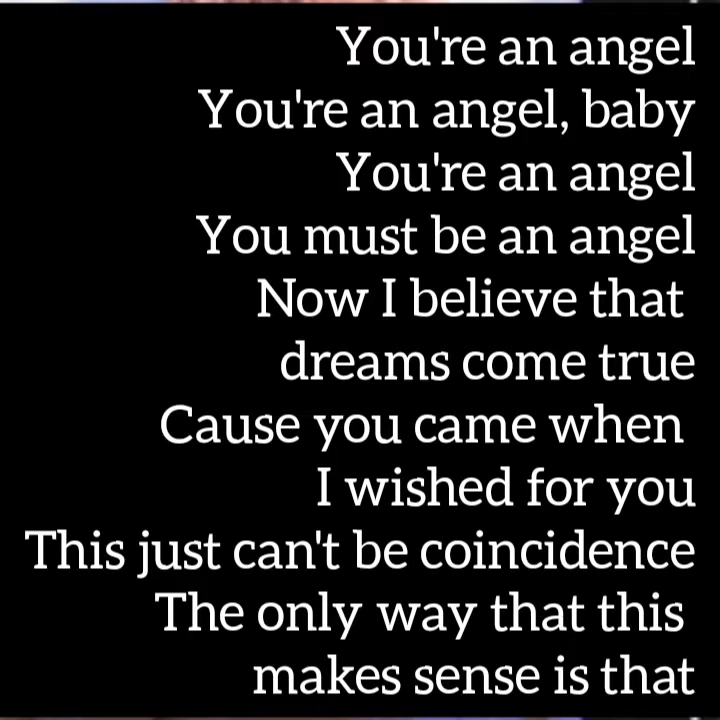 You're an angel
You're an angel, baby
You're an angel
You must be an angel
Now I believe that
dreams come true
Cause you came when
I wished for you
This just can't be coincidence
The only way that this
makes sense is that